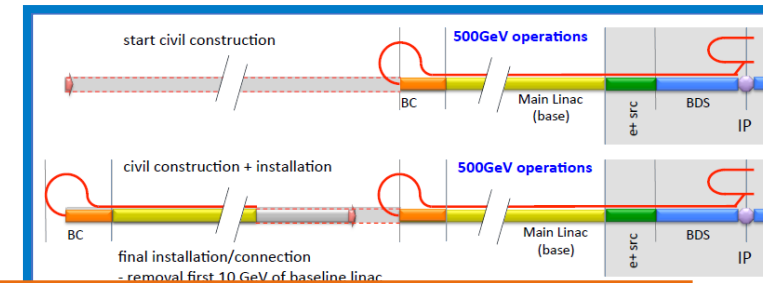 start civil construction
500GeV operations
BC
Main Linac
(base)
e+ src
BDS
IP
civil construction + installation
500GeV operations
BC
BC
Main Linac
(base)
e+ src
BDS
IP
final installation/connection
- removal first 10 GeV of baseline linac